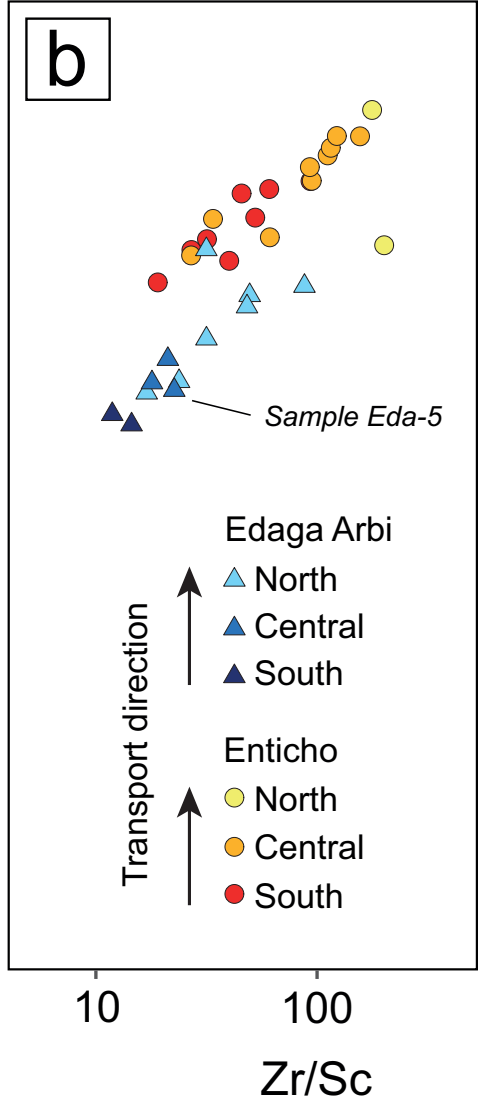 b
Sample Eda-5
Edaga Arbi
North
Central
South
Transport direction
Enticho
North
Central
South
10
100
Zr/Sc